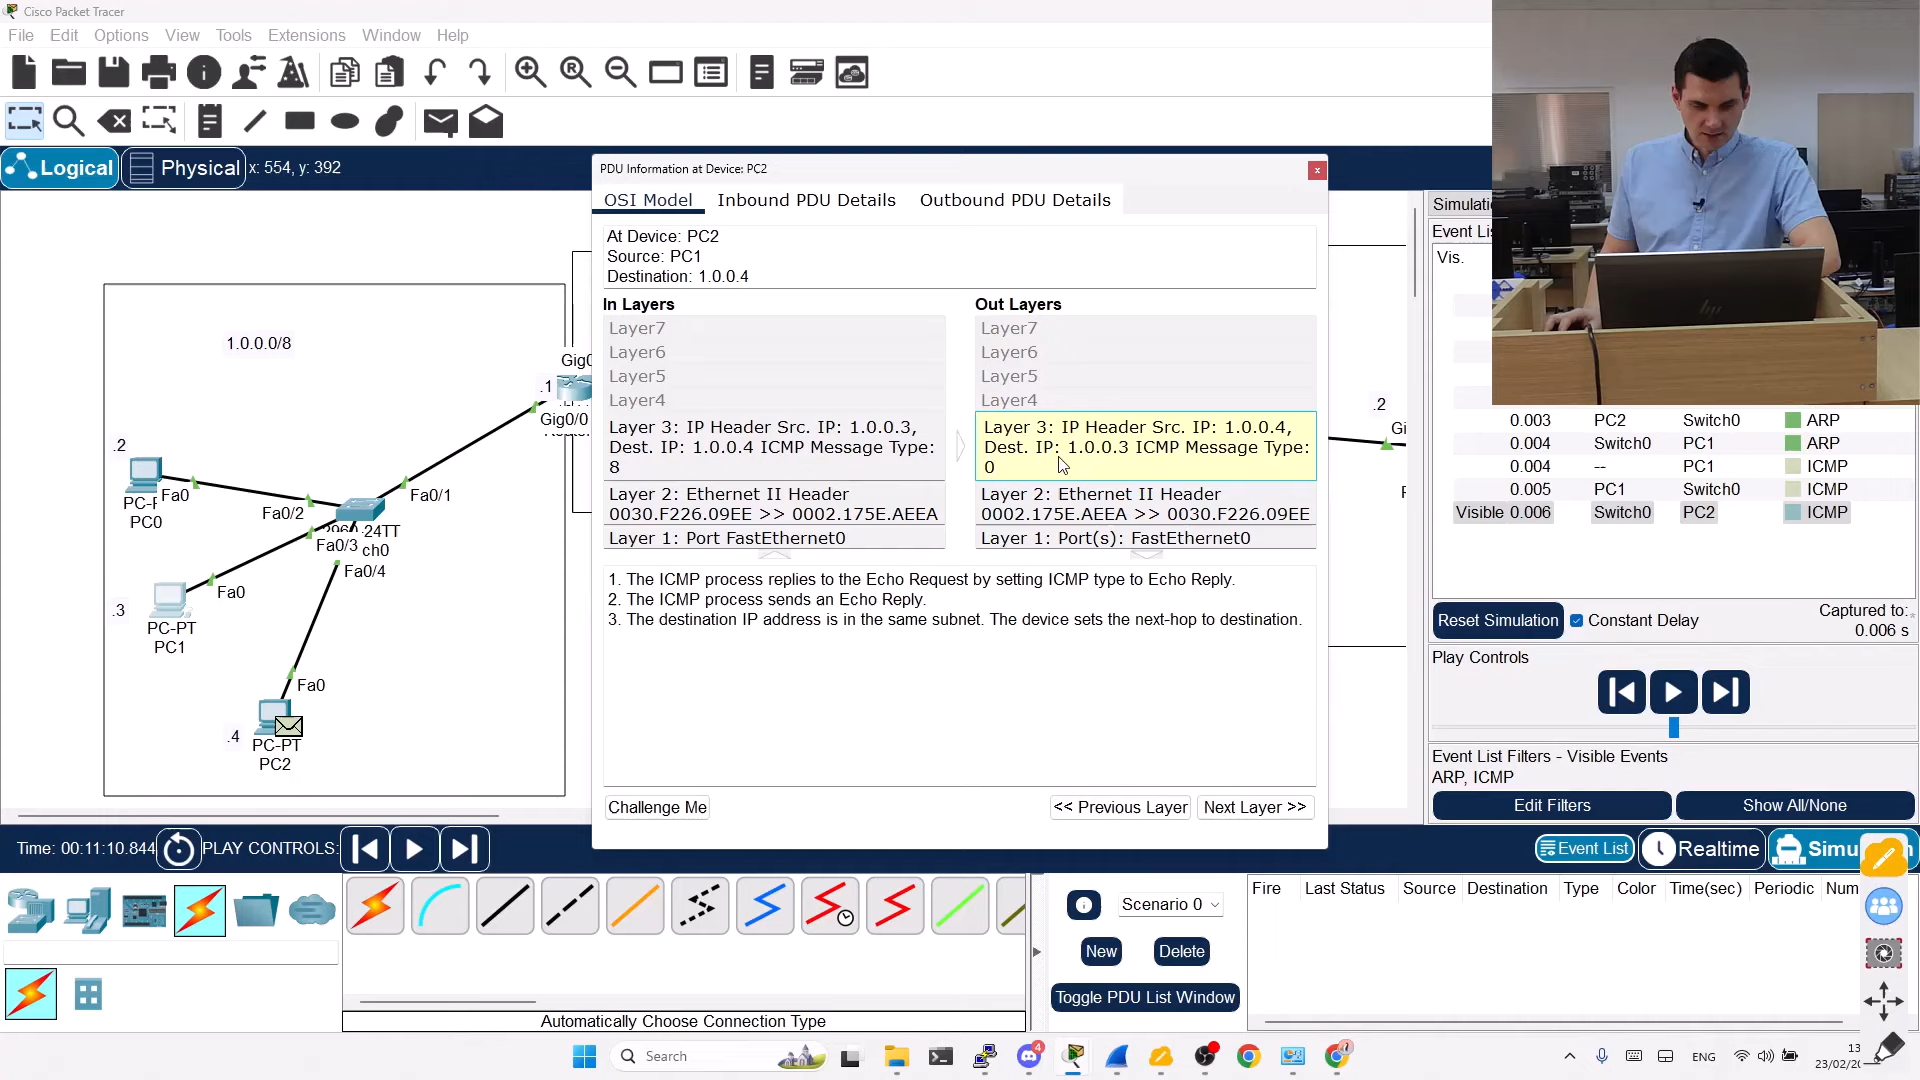 Cisco Packet Tracer
File Edit Options View Tools Extensions Window Help
Logical Physical x: 554, y: 392
PDU Information at Device: PC2
x
OSI Model Inbound PDU Details Outbound PDU Details
At Device: PC2
Source: PC1
Destination: 1.0.0.4
In Layers
Layer7
Layer6
Layer5
Layer4
Layer 3: IP Header Src. IP: 1.0.0.3,
Dest. IP: 1.0.0.4 ICMP Message Type:
8
Layer 2: Ethernet II Header
0030.F226.09EE >> 0002.175E.AEEA
Layer 1: Port FastEthernet0
Out Layers
Layer7
Layer6
Layer5
Layer4
Layer 3: IP Header Src. IP: 1.0.0.4,
Dest. IP: 1.0.0.3 ICMP Message Type:
0
Layer 2: Ethernet II Header
0002.175E.AEEA >> 0030.F226.09EE
Layer 1: Port(s): FastEthernet0
1. The ICMP process replies to the Echo Request by setting ICMP type to Echo Reply.
2. The ICMP process sends an Echo Reply.
3. The destination IP address is in the same subnet. The device sets the next-hop to destination.
Challenge Me
<< Previous Layer Next Layer >>
1.0.0.0/8
.1
Gig0/0
.2
Fa0
PC0
Fa0/2
Fa0/1
Fa0/3
Fa0/4
.3
Fa0
PC-PT
PC1
Fa0
.4
PC-PT
PC2
.2
Event
Vis.
0.003 PC2 Switch0 ARP
0.004 Switch0 PC1 ARP
0.004 -- PC1 ICMP
0.005 PC1 Switch0 ICMP
Visible 0.006 Switch0 PC2 ICMP
Reset Simulation Constant Delay
Captured to:
0.006 s
Play Controls
Event List Filters - Visible Events
ARP, ICMP
Edit Filters Show All/None
Time: 00:11:10.844 PLAY CONTROLS:
Event List Realtime
Scenario 0
New Delete
Toggle PDU List Window
Fire Last Status Source Destination Type Color Time(sec) Periodic Num
Automatically Choose Connection Type
Search
4
ENG